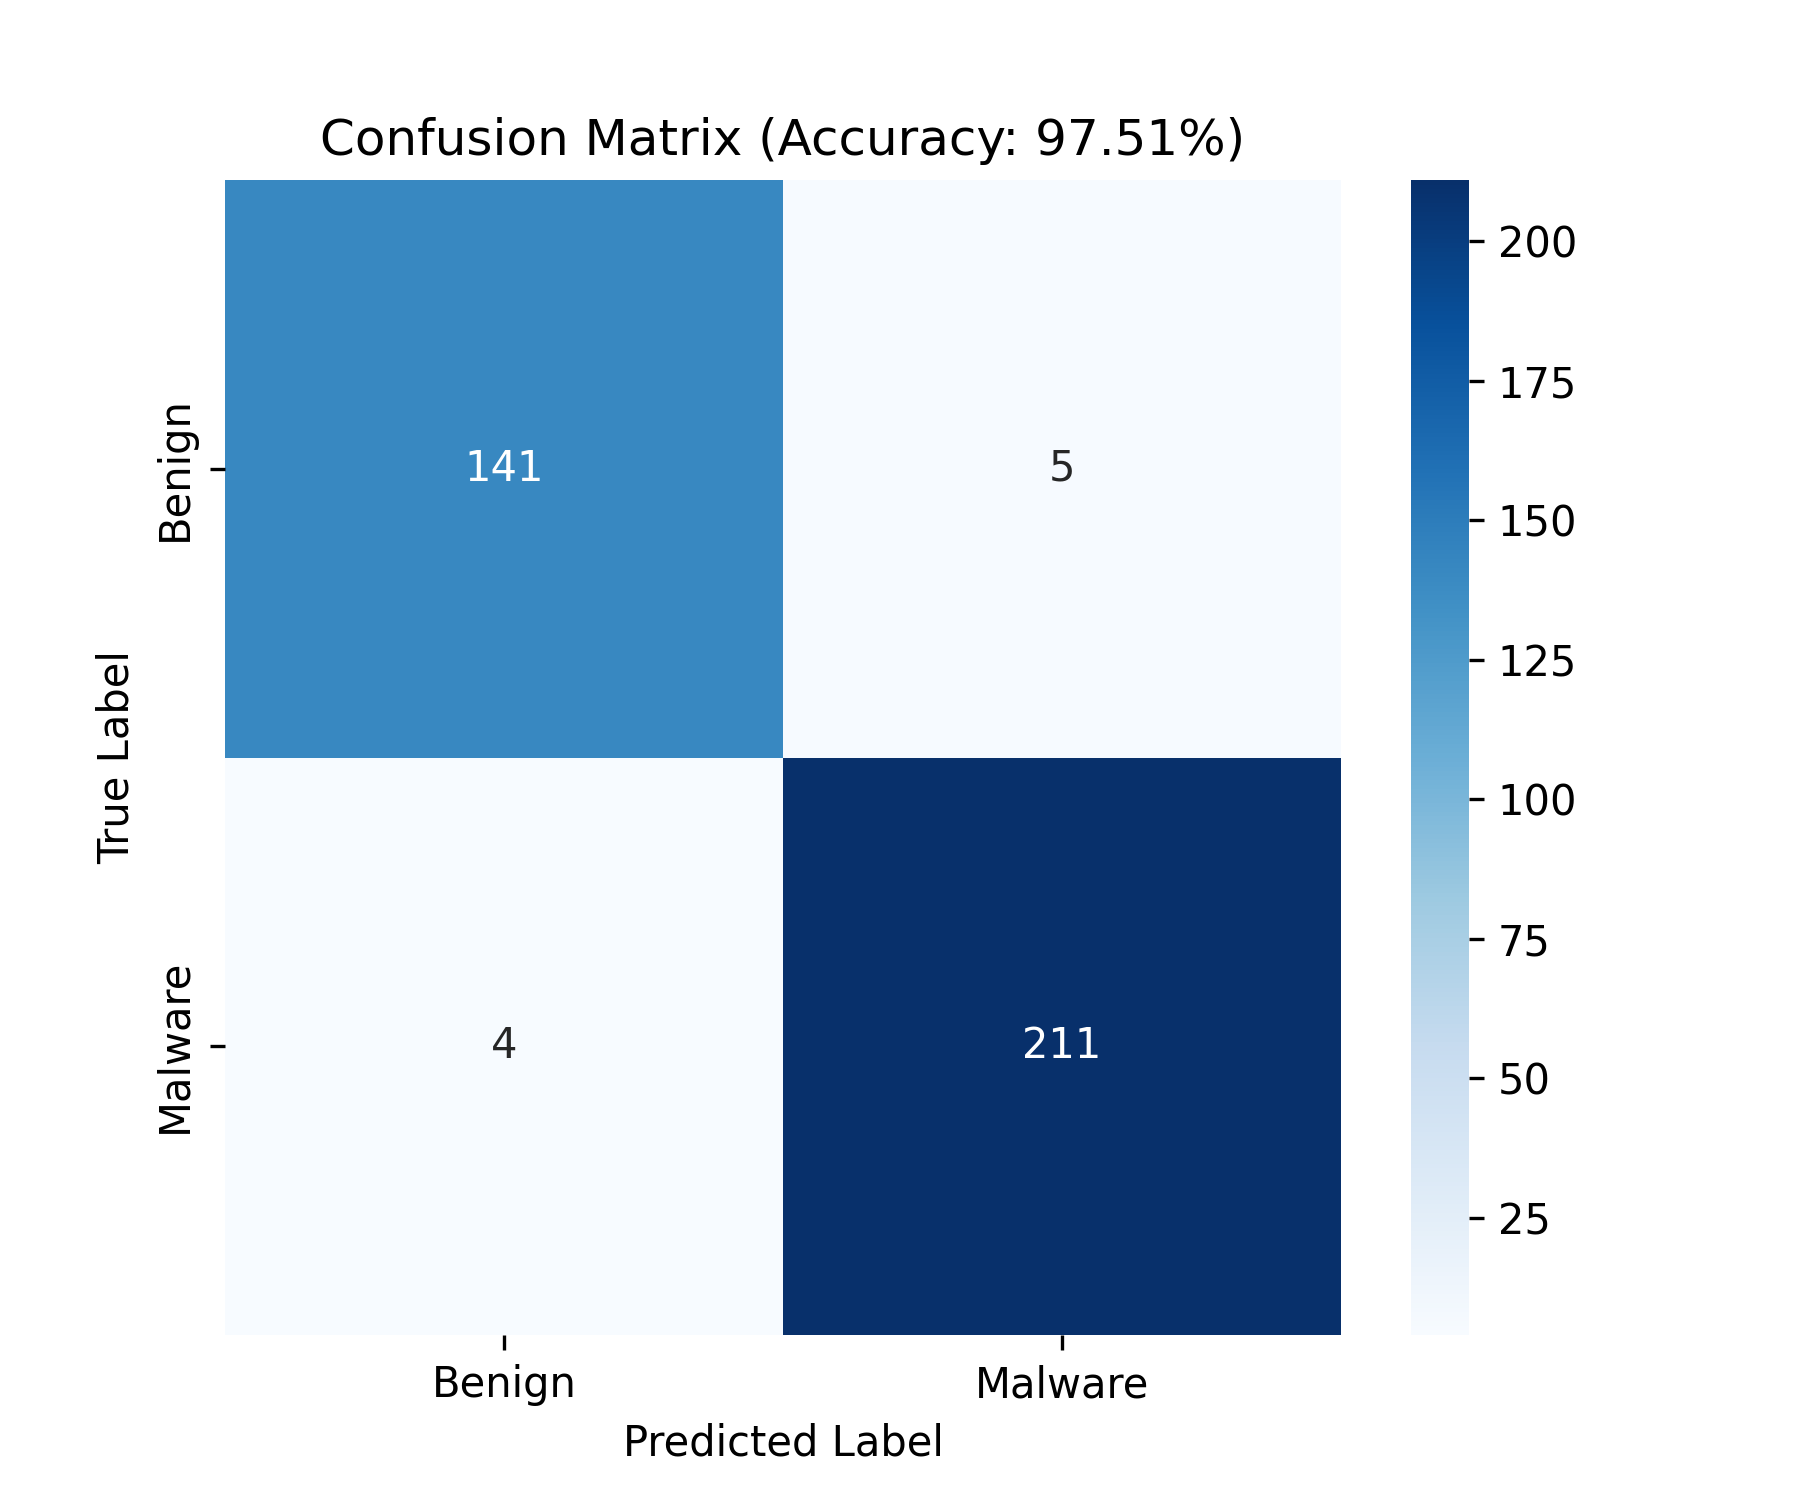 Confusion Matrix (Accuracy: 97.51%)
True Label
Benign
141
5
Malware
4
211
Benign
Malware
Predicted Label
200
175
150
125
100
75
50
25